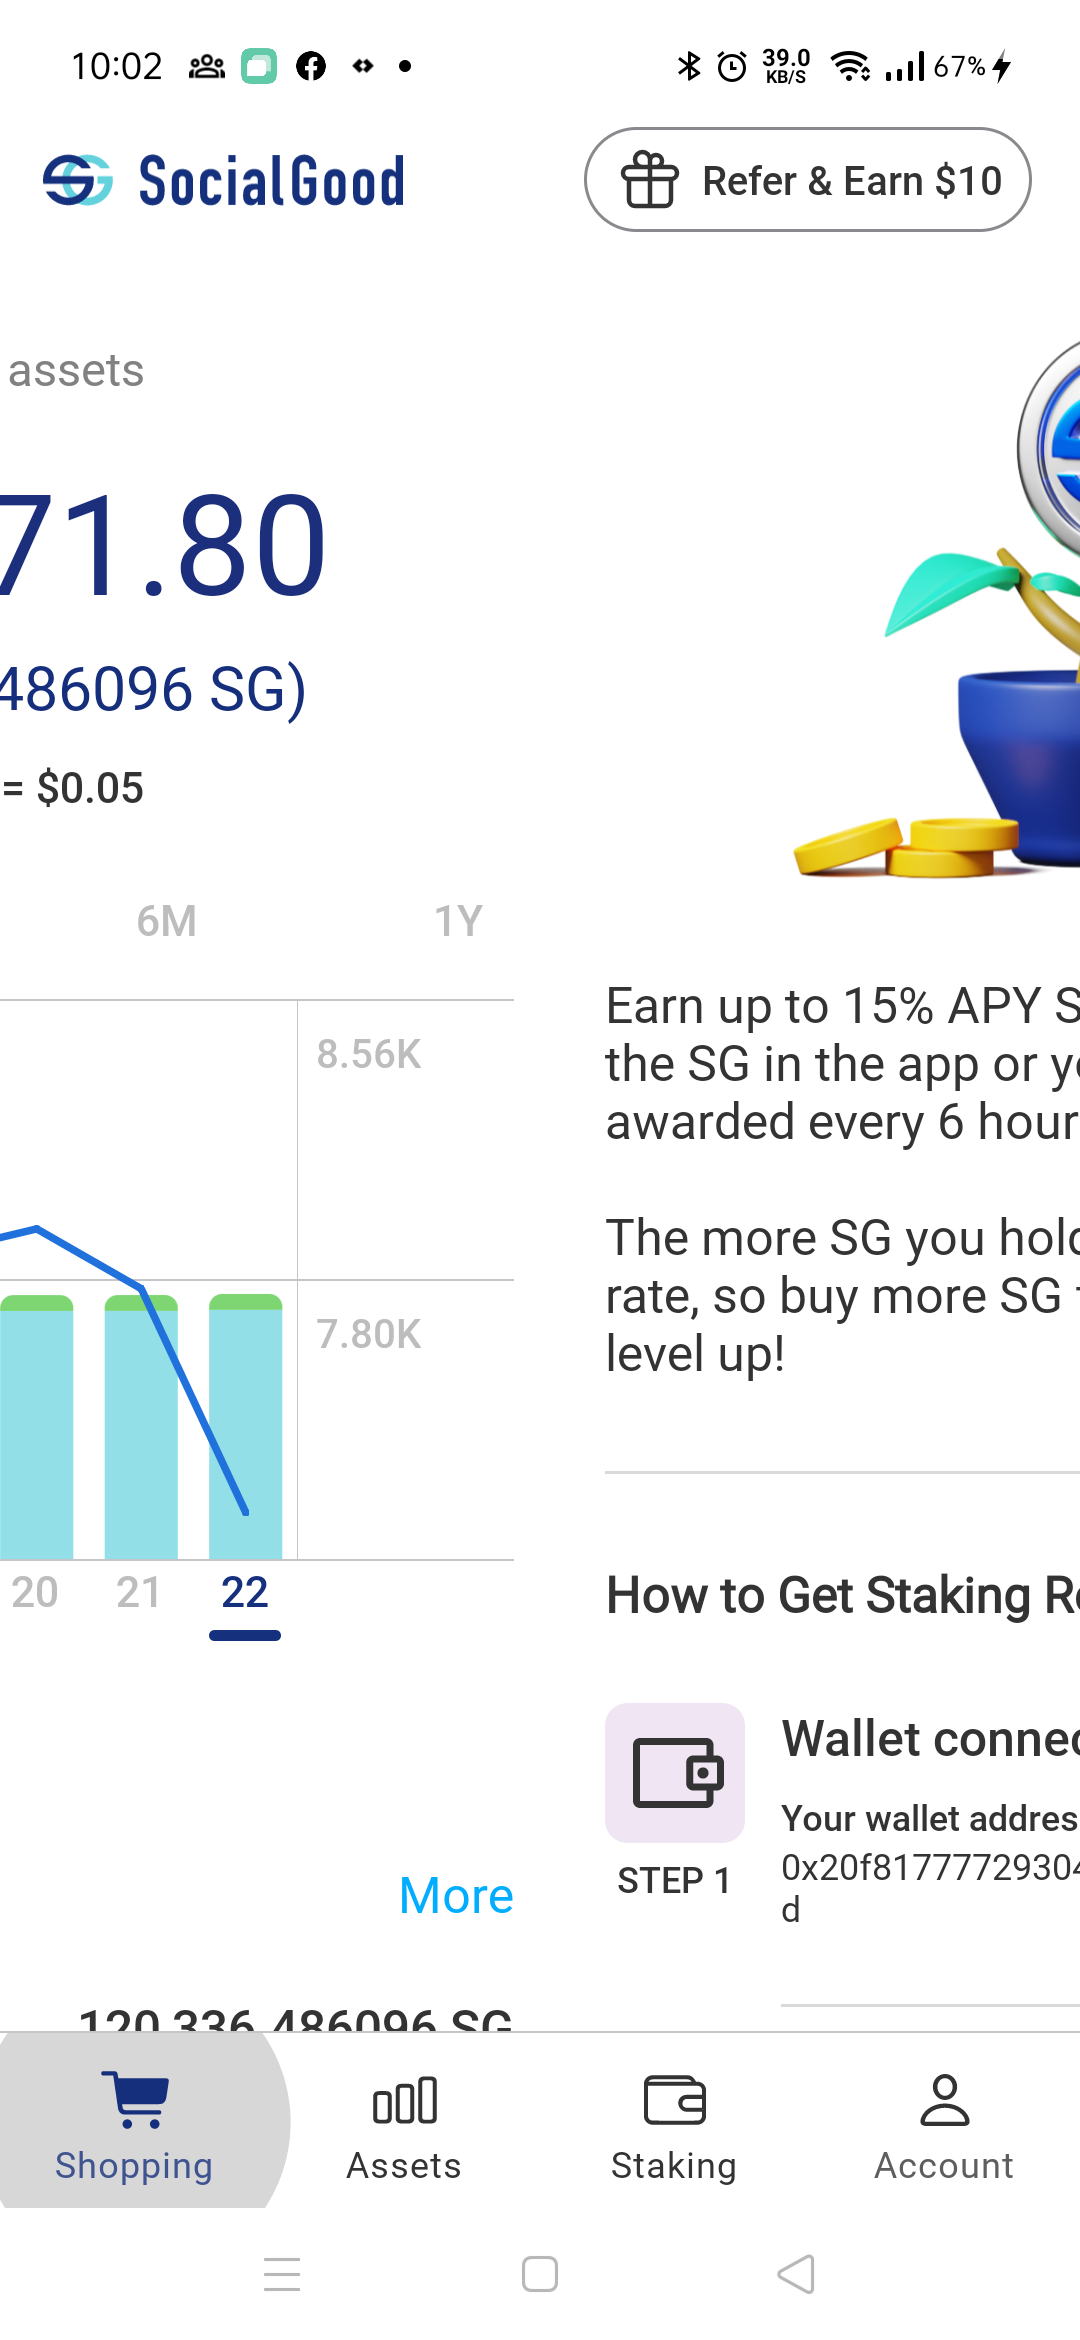 10:02
39.0
KB/S
67%
SocialGood
Refer & Earn $10
assets
71.80
486096 SG)
= $0.05
6M
1Y
8.56K
7.80K
20
21
22
More
120,336.486096 SG
Earn up to 15% APY S
the SG in the app or
awarded every 6 hour
The more SG you hold
rate, so buy more SG
level up!
How to Get Staking
Wallet connec
Your wallet addres
0x20f81777729304
d
STEP 1
Shopping
Assets
Staking
Account